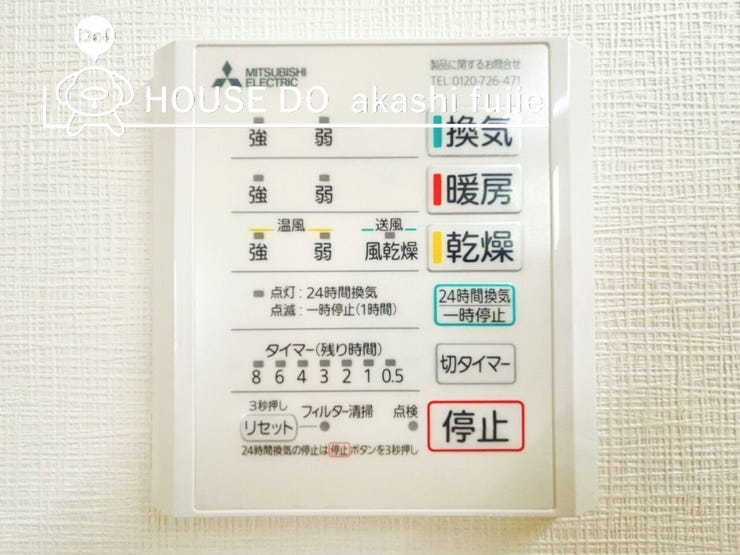 Do!
HOUSE DO akashi fujie
MITSUBISHI
ELECTRIC
製品に関するお問合せ
TEL:0120-726-471
強 弱 換気
強 弱 暖房
温風 送風
強 弱 風乾燥 乾燥
点灯:24時間換気
点滅:一時停止(1時間)
24時間換気
一時停止
タイマー(残り時間)
8 6 4 3 2 1 0.5
切タイマー
3秒押し
リセット フィルター清掃 点検
停止
24時間換気の停止は停止ボタンを3秒押し